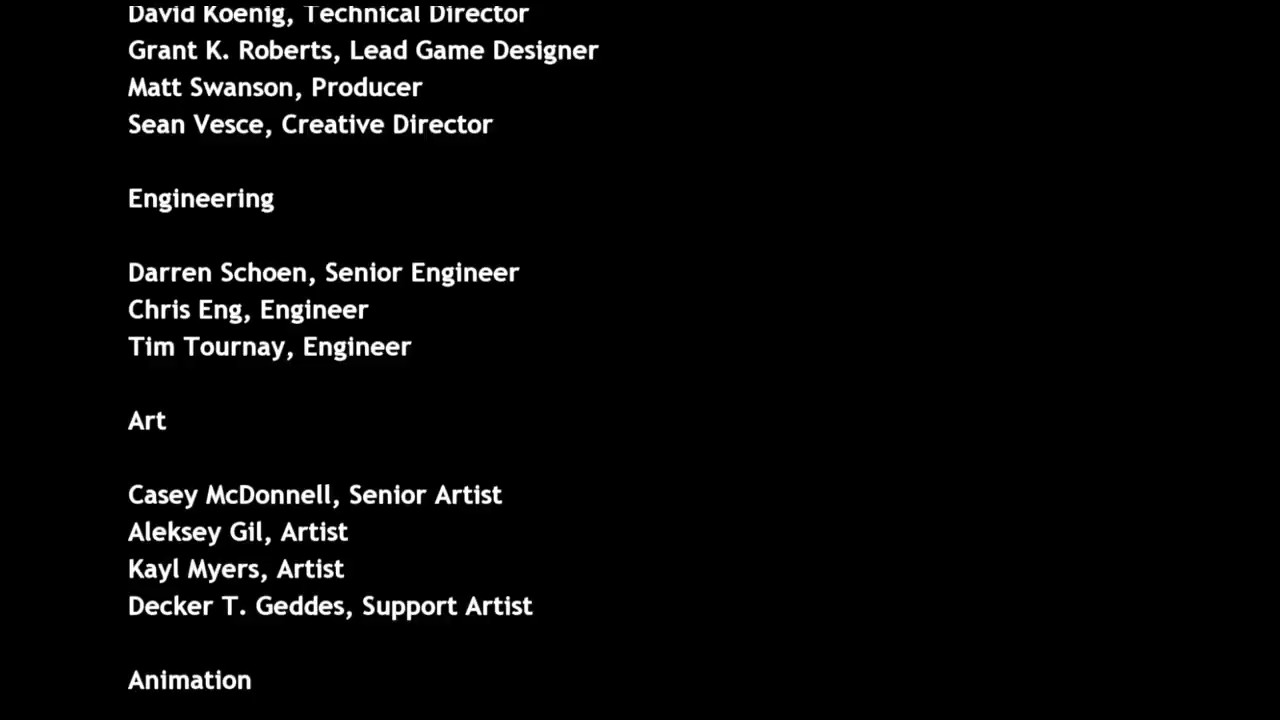 David Koenig, Technical Director
Grant K. Roberts, Lead Game Designer
Matt Swanson, Producer
Sean Vesce, Creative Director
Engineering
Darren Schoen, Senior Engineer
Chris Eng, Engineer
Tim Tournay, Engineer
Art
Casey McDonnell, Senior Artist
Aleksey Gil, Artist
Kayl Myers, Artist
Decker T. Geddes, Support Artist
Animation